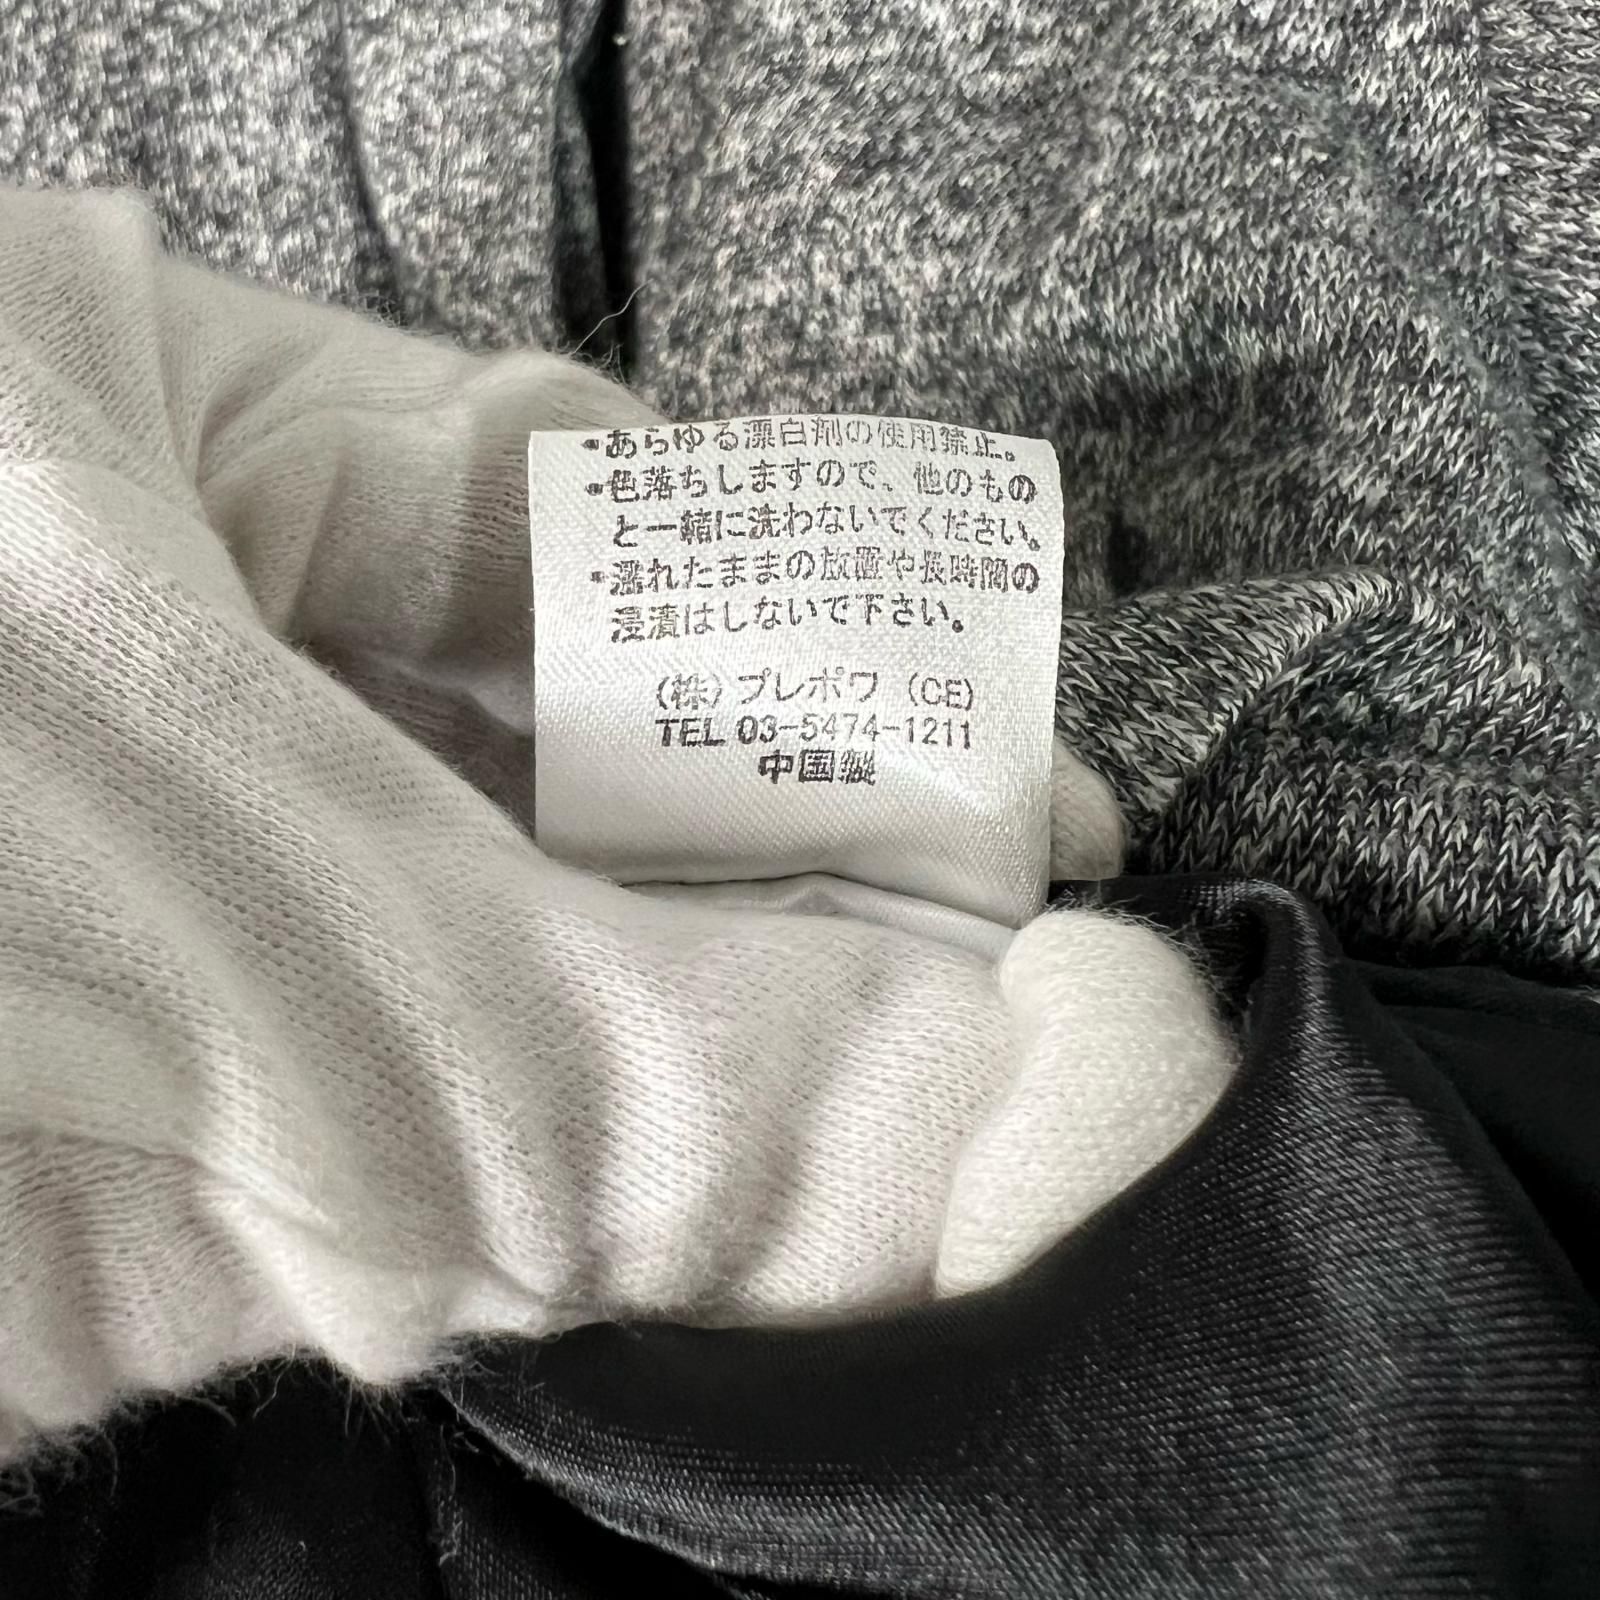 ・あらゆる漂白剤の使用禁止。
・色落ちしますので、他のもの
と一緒に洗わないでください。
・濡れたままの放置や長時間の
浸漬はしないで下さい。
(株)プレポワ (CE)
TEL 03-5474-1211
中国製